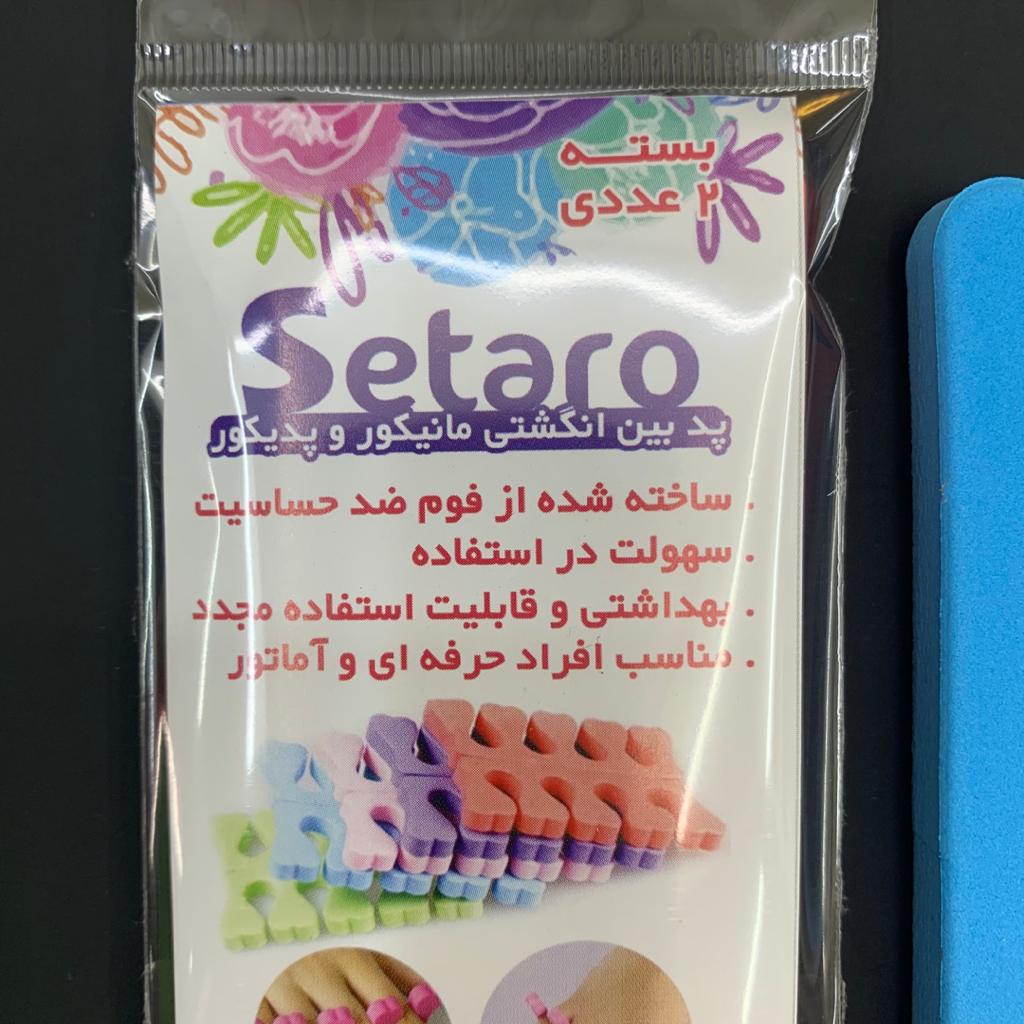 بسته
۲ عددی
Setaro
پد بین انگشتی مانیکور و پدیکور
. ساخته شده از فوم ضد حساسیت
. سهولت در استفاده
. بهداشتی و قابلیت استفاده مجدد
. مناسب افراد حرفه ای و آماتور